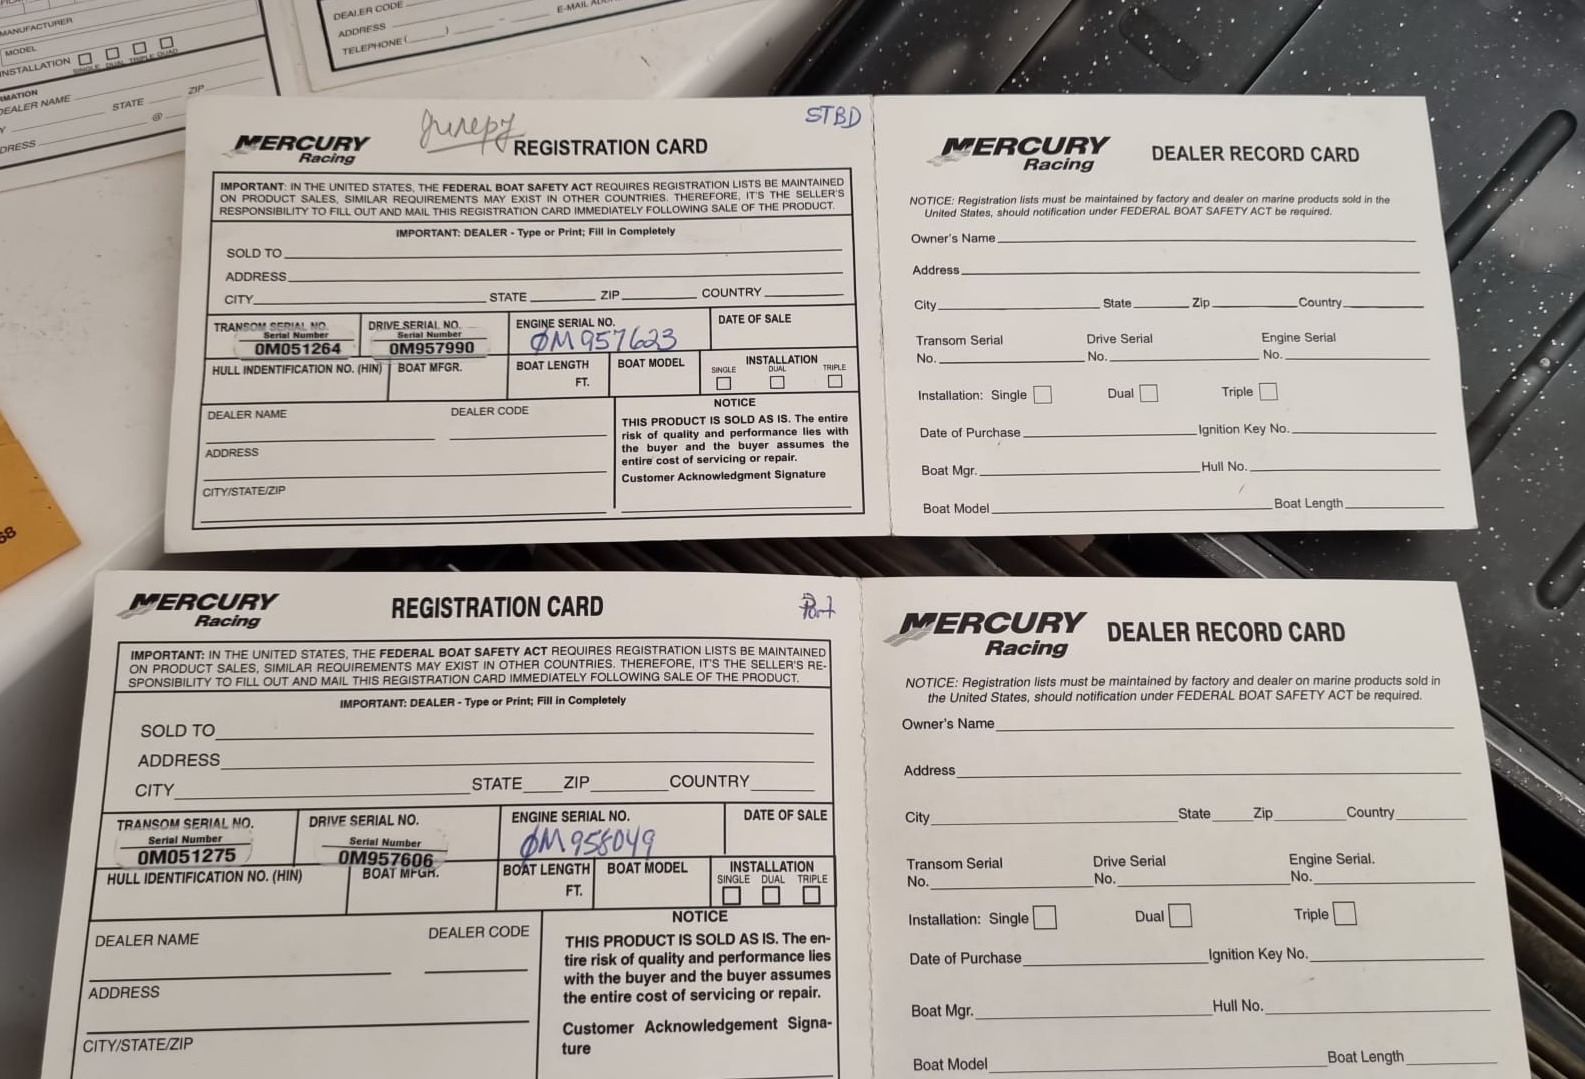 MANUFACTURER
MODEL
INSTALLATION
SINGLE DUAL TRIPLE QUAD
DEALER NAME STATE ZIP
@
DEALER CODE E-MAIL
ADDRESS
TELEPHONE ( )
68
STBD
MERCURY
Racing
REGISTRATION CARD
IMPORTANT: IN THE UNITED STATES, THE FEDERAL BOAT SAFETY ACT REQUIRES REGISTRATION LISTS BE MAINTAINED
ON PRODUCT SALES, SIMILAR REQUIREMENTS MAY EXIST IN OTHER COUNTRIES. THEREFORE, IT'S THE SELLER'S
RESPONSIBILITY TO FILL OUT AND MAIL THIS REGISTRATION CARD IMMEDIATELY FOLLOWING SALE OF THE PRODUCT.
IMPORTANT: DEALER - Type or Print; Fill in Completely
SOLD TO
ADDRESS
CITY STATE ZIP COUNTRY
TRANSOM SERIAL NO. DRIVE SERIAL NO. ENGINE SERIAL NO. DATE OF SALE
Serial Number Serial Number
0M051264 0M957990 ØM957623
HULL INDENTIFICATION NO. (HIN) BOAT MFGR. BOAT LENGTH BOAT MODEL INSTALLATION
FT. SINGLE DUAL TRIPLE
DEALER NAME DEALER CODE
ADDRESS
CITY/STATE/ZIP
NOTICE
THIS PRODUCT IS SOLD AS IS. The entire
risk of quality and performance lies with
the buyer and the buyer assumes the
entire cost of servicing or repair.
Customer Acknowledgment Signature
MERCURY
Racing
DEALER RECORD CARD
NOTICE: Registration lists must be maintained by factory and dealer on marine products sold in the
United States, should notification under FEDERAL BOAT SAFETY ACT be required.
Owner's Name
Address
City State Zip Country
Transom Serial Drive Serial Engine Serial
No. No. No.
Installation: Single Dual Triple
Date of Purchase Ignition Key No.
Boat Mgr. Hull No.
Boat Model Boat Length
MERCURY
Racing
REGISTRATION CARD
Port
IMPORTANT: IN THE UNITED STATES, THE FEDERAL BOAT SAFETY ACT REQUIRES REGISTRATION LISTS BE MAINTAINED
ON PRODUCT SALES, SIMILAR REQUIREMENTS MAY EXIST IN OTHER COUNTRIES. THEREFORE, IT'S THE SELLER'S RE-
SPONSIBILITY TO FILL OUT AND MAIL THIS REGISTRATION CARD IMMEDIATELY FOLLOWING SALE OF THE PRODUCT.
IMPORTANT: DEALER - Type or Print; Fill in Completely
SOLD TO
ADDRESS
CITY STATE ZIP COUNTRY
TRANSOM SERIAL NO. DRIVE SERIAL NO. ENGINE SERIAL NO. DATE OF SALE
Serial Number Serial Number
0M051275 0M957606 ØM958049
HULL IDENTIFICATION NO. (HIN) BOAT MFGR. BOAT LENGTH BOAT MODEL INSTALLATION
FT. SINGLE DUAL TRIPLE
DEALER NAME DEALER CODE
ADDRESS
CITY/STATE/ZIP
NOTICE
THIS PRODUCT IS SOLD AS IS. The en-
tire risk of quality and performance lies
with the buyer and the buyer assumes
the entire cost of servicing or repair.
Customer Acknowledgement Signa-
ture
MERCURY
Racing
DEALER RECORD CARD
NOTICE: Registration lists must be maintained by factory and dealer on marine products sold in
the United States, should notification under FEDERAL BOAT SAFETY ACT be required.
Owner's Name
Address
City State Zip Country
Transom Serial Drive Serial Engine Serial.
No. No. No.
Installation: Single Dual Triple
Date of Purchase Ignition Key No.
Boat Mgr. Hull No.
Boat Model Boat Length